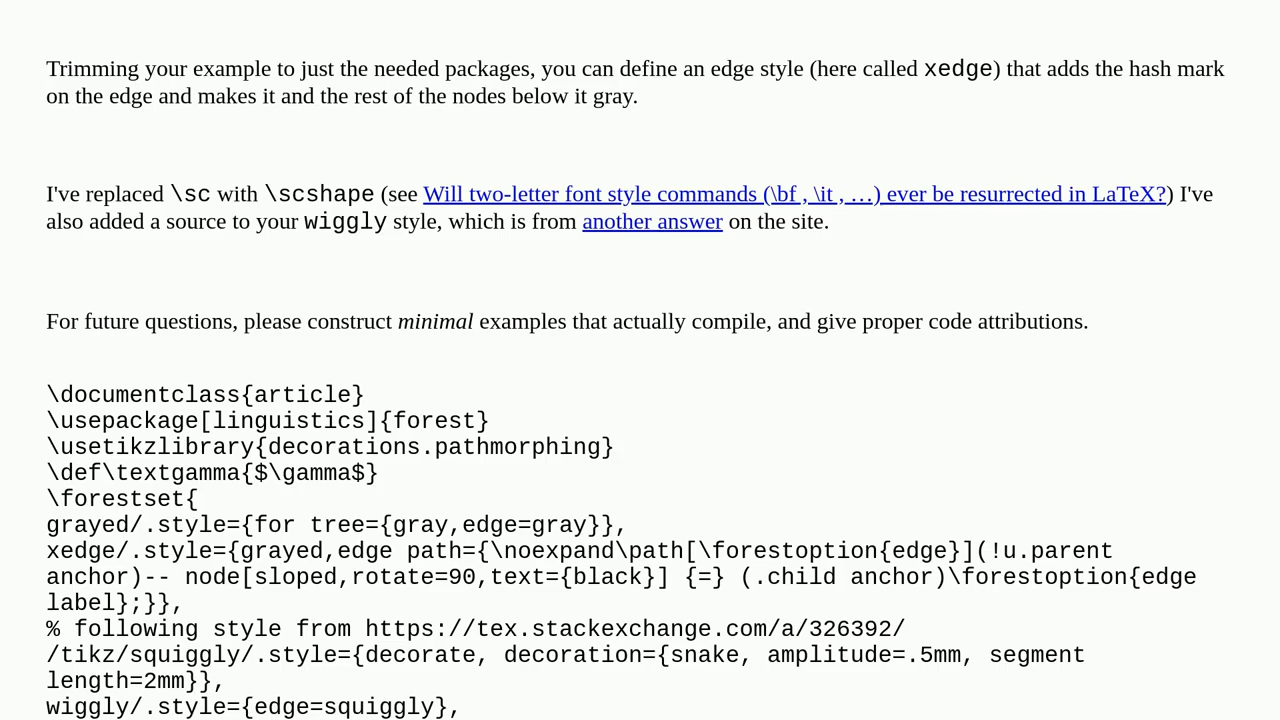 Trimming your example to just the needed packages, you can define an edge style (here called xedge) that adds the hash mark
on the edge and makes it and the rest of the nodes below it gray.
I've replaced \sc with \scshape (see Will two-letter font style commands (\bf , \it , …) ever be resurrected in LaTeX?) I've
also added a source to your wiggly style, which is from another answer on the site.
For future questions, please construct minimal examples that actually compile, and give proper code attributions.
\documentclass{article}
\usepackage[linguistics]{forest}
\usetikzlibrary{decorations.pathmorphing}
\def\textgamma{$\gamma$}
\forestset{
grayed/.style={for tree={gray,edge=gray}},
xedge/.style={grayed,edge path={\noexpand\path[\forestoption{edge}](!u.parent
anchor)-- node[sloped,rotate=90,text={black}] {=} (.child anchor)\forestoption{edge
label};}},
% following style from https://tex.stackexchange.com/a/326392/
/tikz/squiggly/.style={decorate, decoration={snake, amplitude=.5mm, segment
length=2mm}},
wiggly/.style={edge=squiggly},